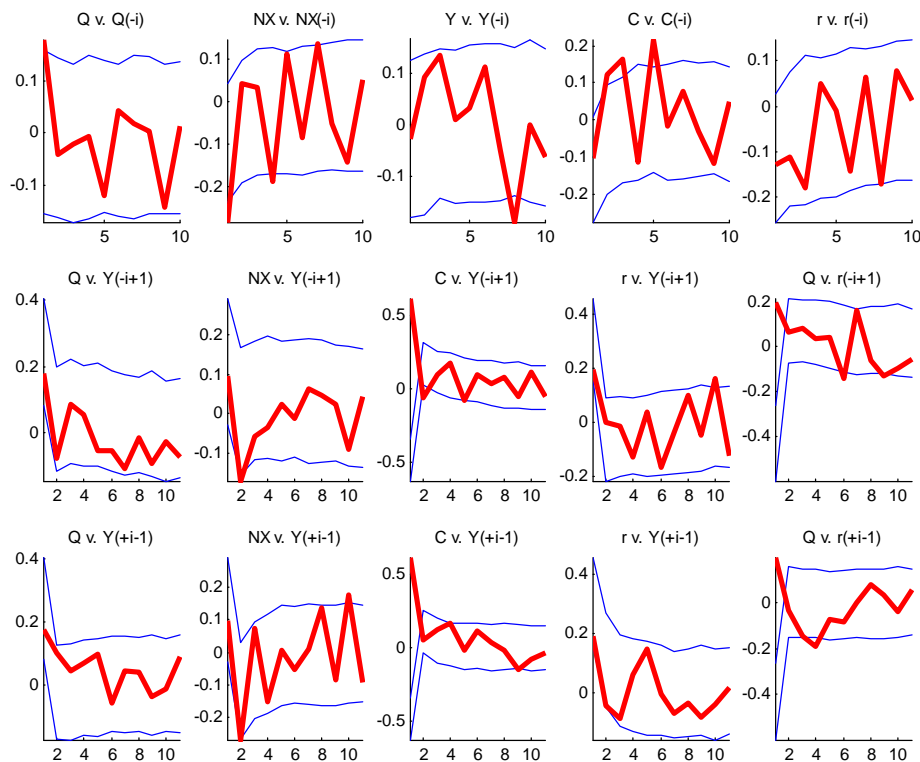 Q v. Q(-i)
0.1
0
-0.1
5
10
NX v. NX(-i)
0.1
0
-0.1
-0.2
5
10
Y v. Y(-i)
0.1
0
-0.1
5
10
C v. C(-i)
0.2
0.1
0
-0.1
-0.2
5
10
r v. r(-i)
0.1
0
-0.1
-0.2
5
10
Q v. Y(-i+1)
0.4
0.2
0
2 4 6 8 10
NX v. Y(-i+1)
0.2
0.1
0
-0.1
2 4 6 8 10
C v. Y(-i+1)
0.5
0
-0.5
2 4 6 8 10
r v. Y(-i+1)
0.4
0.2
0
-0.2
2 4 6 8 10
Q v. r(-i+1)
0.2
0
-0.2
-0.4
2 4 6 8 10
Q v. Y(+i-1)
0.4
0.2
0
2 4 6 8 10
NX v. Y(+i-1)
0.2
0.1
0
-0.1
-0.2
2 4 6 8 10
C v. Y(+i-1)
0.5
0
-0.5
2 4 6 8 10
r v. Y(+i-1)
0.4
0.2
0
2 4 6 8 10
Q v. r(+i-1)
0
-0.2
-0.4
2 4 6 8 10